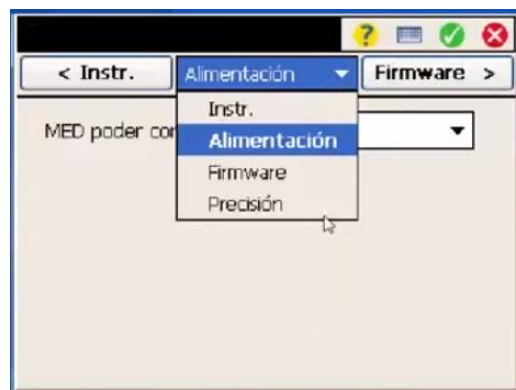 ?
< Instr. Alimentación Firmware >
Instr.
MED poder cor
Alimentación
Firmware
Precisión